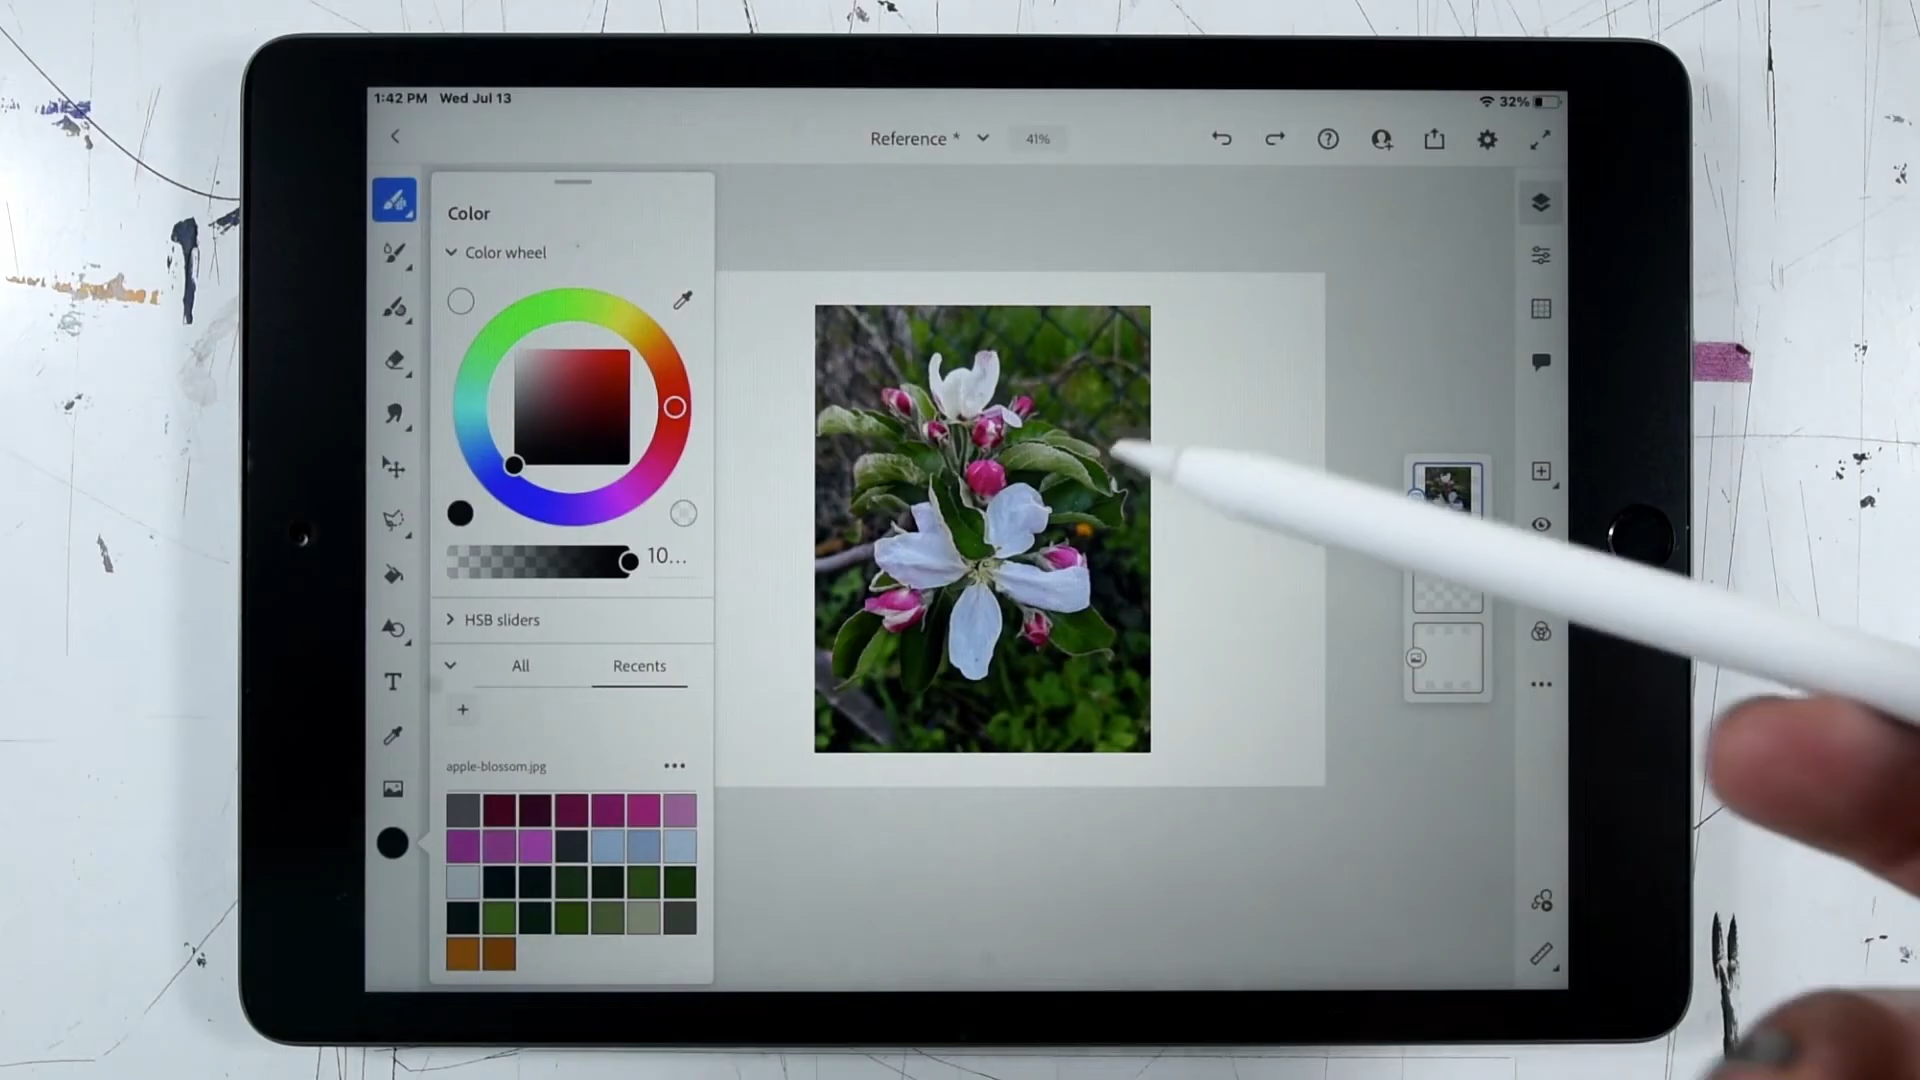 1:42 PM Wed Jul 13
32%
Reference *
41%
Color
Color wheel
10...
HSB sliders
All
Recents
+
T
apple-blossom.jpg